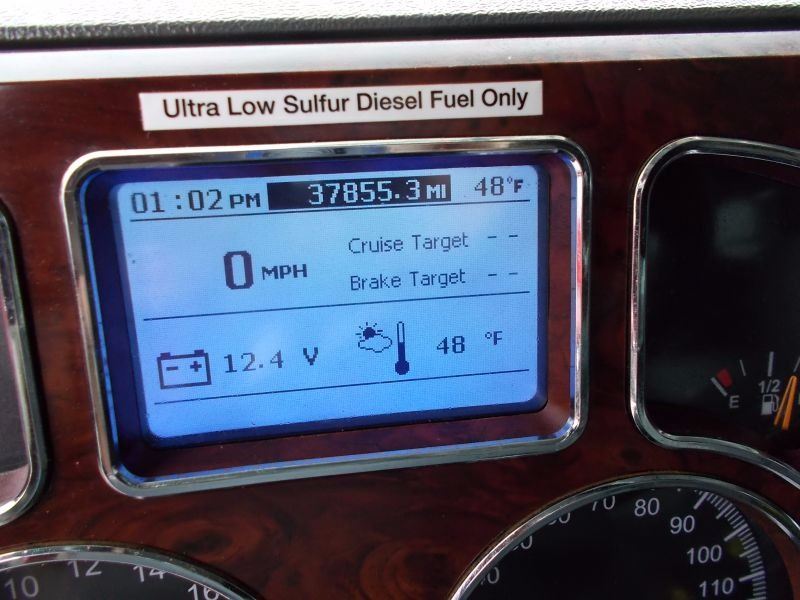 Ultra Low Sulfur Diesel Fuel Only
01:02 PM 37855.3 MI 48°F
0 MPH
Cruise Target - -
Brake Target - -
- +
12.4 V
48 °F
E 1/2
70 80 90 100 110
10 12 14 16